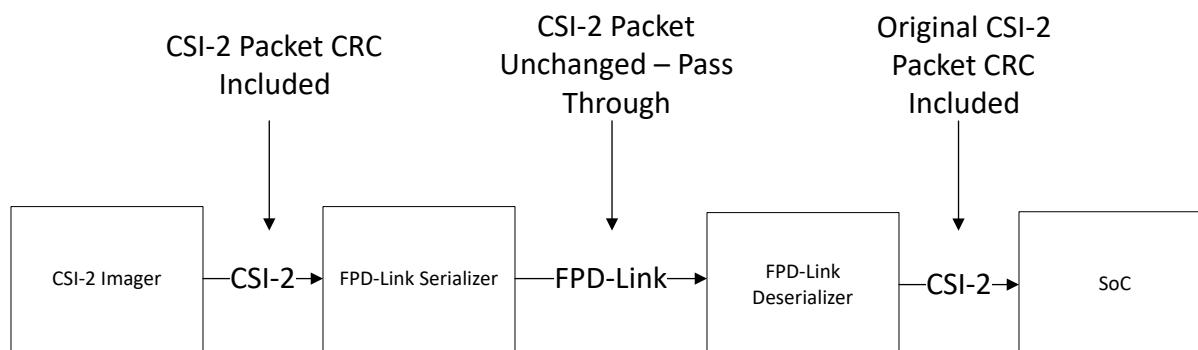 CSI-2 Packet CRC
Included
CSI-2 Packet
Unchanged – Pass
Through
Original CSI-2
Packet CRC
Included
CSI-2 Imager
CSI-2
FPD-Link Serializer
FPD-Link
FPD-Link
Deserializer
CSI-2
SoC